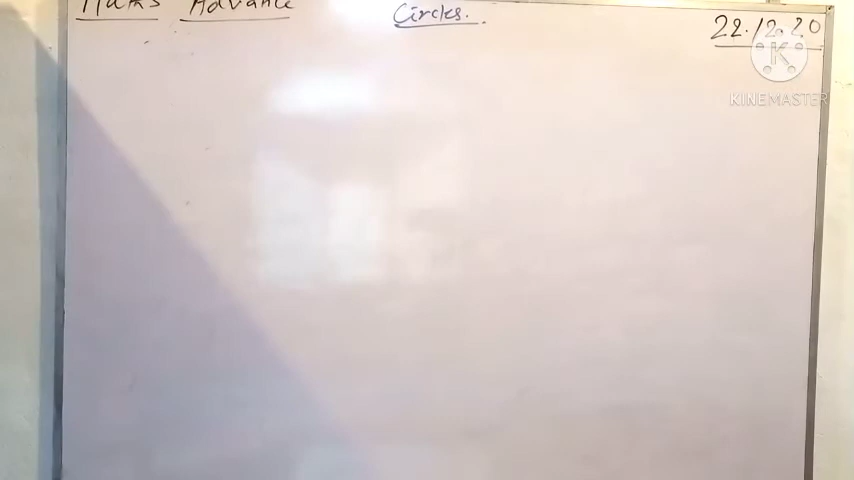 Maths Advance
Circles.
22.12.20
K
KINEMASTER